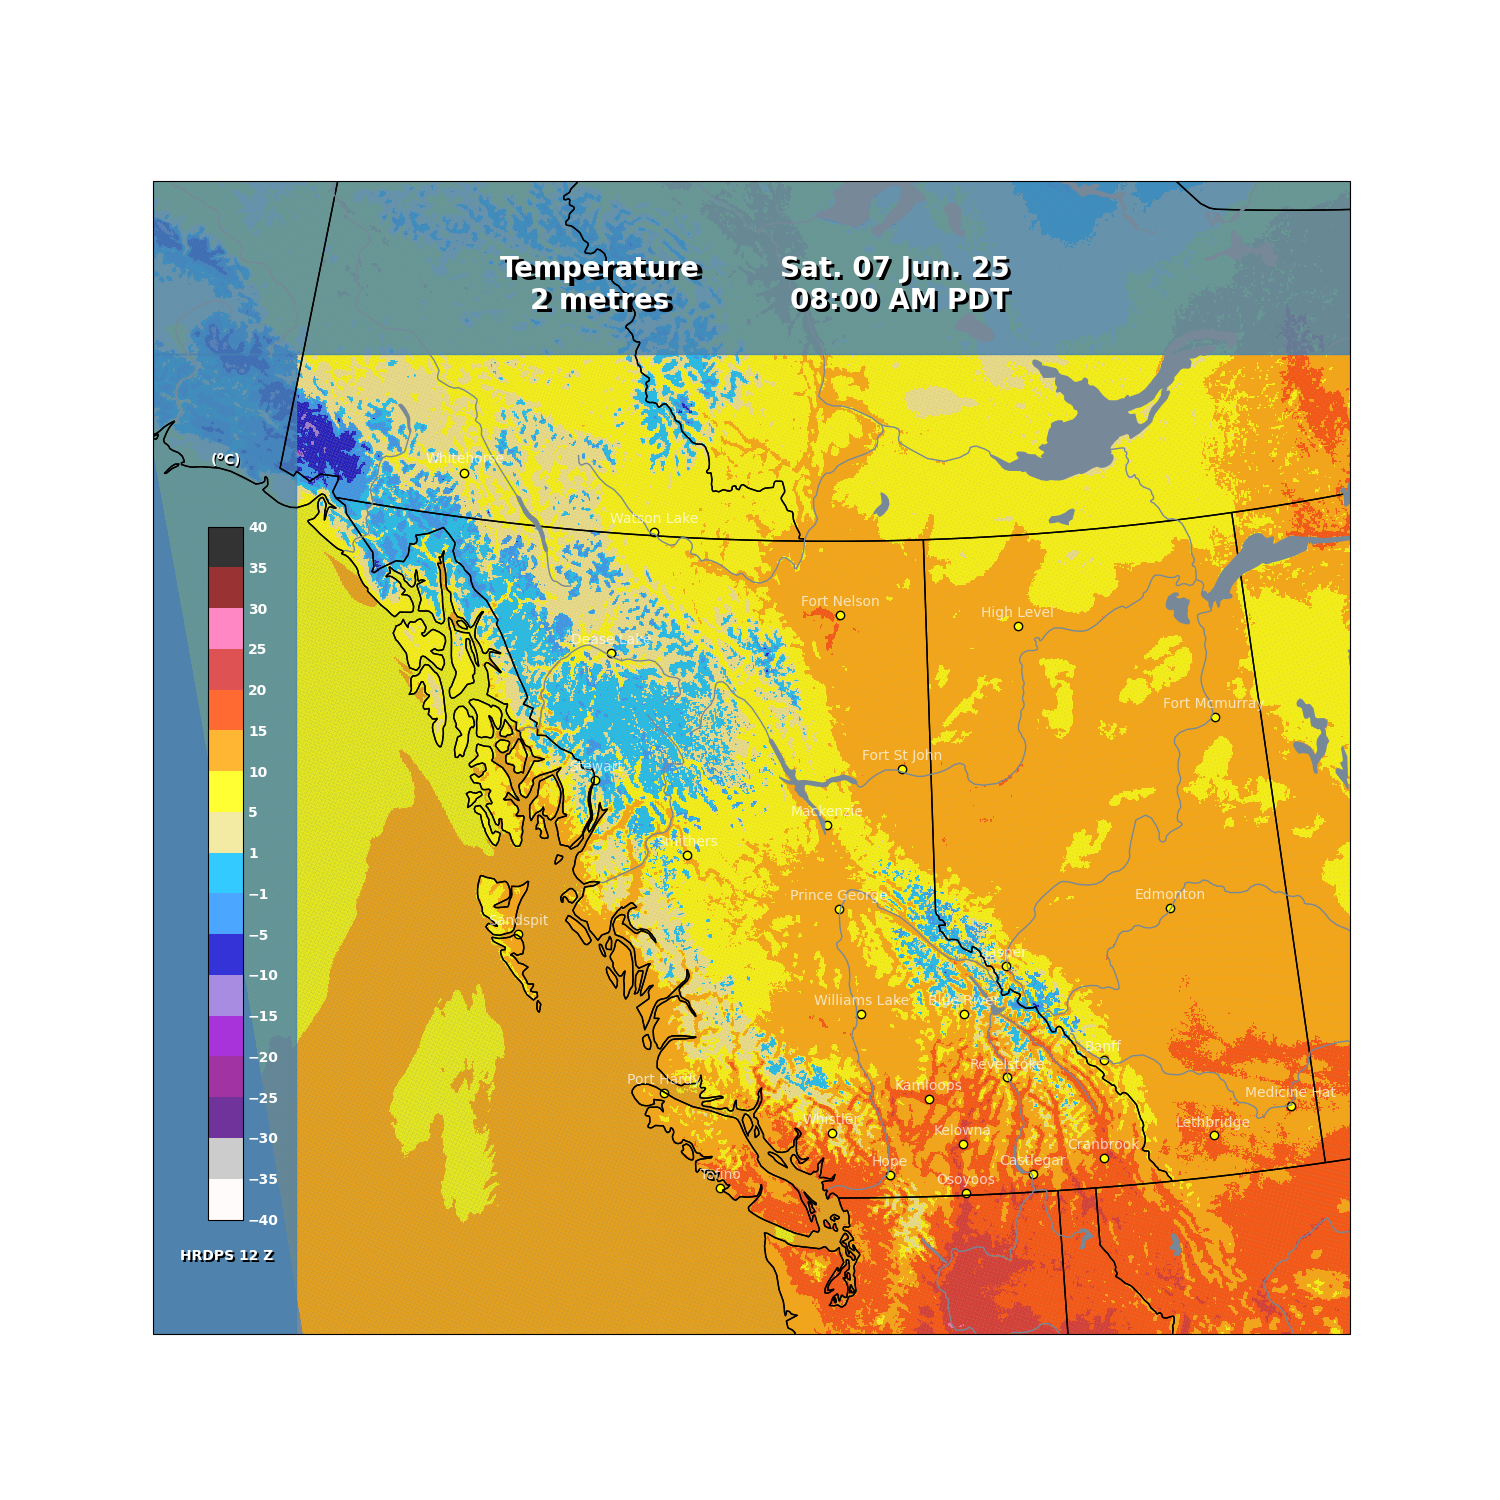 Temperature
2 metres
Sat. 07 Jun. 25
08:00 AM PDT
(°C)
Whitehorse
Watson Lake
40
35
30
25
20
15
10
5
1
−1
−5
−10
−15
−20
−25
−30
−35
−40
Fort Nelson
High Level
Dease Lake
Fort Mcmurray
Fort St John
Stewart
Mackenzie
Smithers
Prince George
Edmonton
Sandspit
Jasper
Williams Lake
Blue River
Banff
Revelstoke
Port Hardy
Kamloops
Medicine Hat
Whistler
Lethbridge
Kelowna
Cranbrook
Hope
Castlegar
Tofino
Osoyoos
HRDPS 12 Z